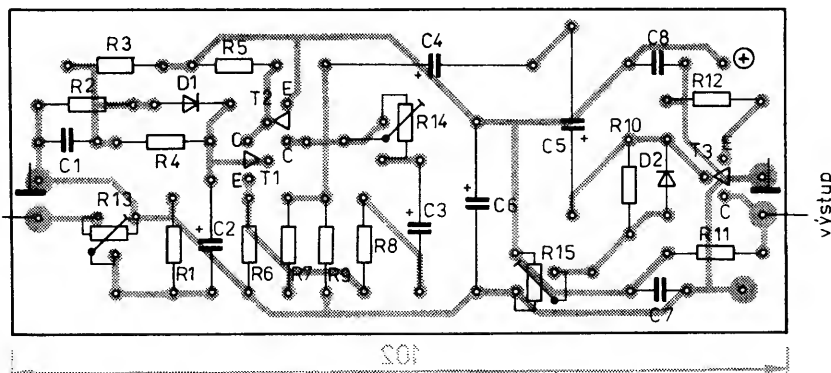 R3
R5
C4
C8
+
R2
D1
E
R12
T2
R14
C1
R4
C
C
R10
C5
T3
E
T1
E
D2
R13
C2
C3
C6
C
výstup
R1
R6
R7
R9
R8
R15
R11
C7
102